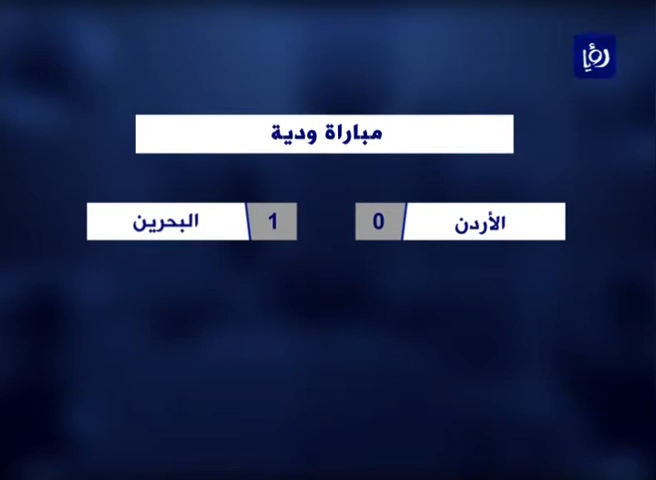 رؤيا
مباراة ودية
الأردن 0 1 البحرين